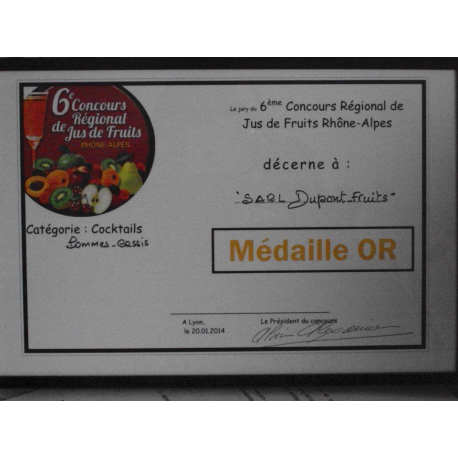 6e Concours
Régional
de
Jus de Fruits
RHÔNE-ALPES
Le jury du 6ème Concours Régional de
Jus de Fruits Rhône-Alpes
décerne à :
"SARL Dupont Fruits"
Catégorie : Cocktails
Pommes-Cassis
Médaille OR
A Lyon,
le 20.01.2014
Le Président du concours